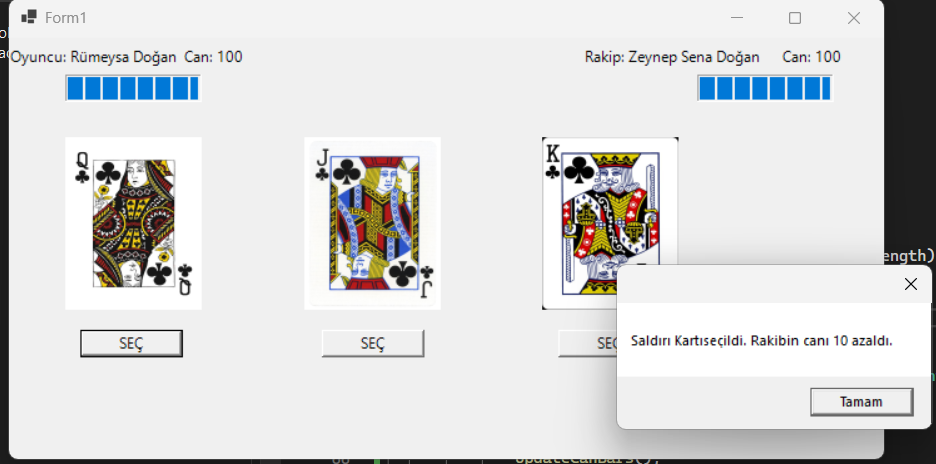 Form1
Oyuncu: Rümeysa Doğan Can: 100
Rakip: Zeynep Sena Doğan Can: 100
Q
J
K
Q
J
ength)
SEÇ
SEÇ
Saldırı Kartıseçildi. Rakibin canı 10 azaldı.
Tamam
UpdateCanBars();